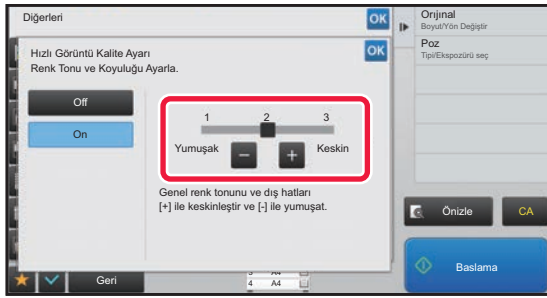 Diğerleri
OK
Hızlı Görüntü Kalite Ayarı
Renk Tonu ve Koyuluğu Ayarla.
OK
Off
On
1 2 3
Yumuşak − + Keskin
Genel renk tonunu ve dış hatları
[+] ile keskinleştir ve [-] ile yumuşat.
Geri
A4
4 A4
Orıjınal
Boyut/Yön Değiştir
Poz
Tipi/Ekspozürü seç
Önizle
CA
Baslama